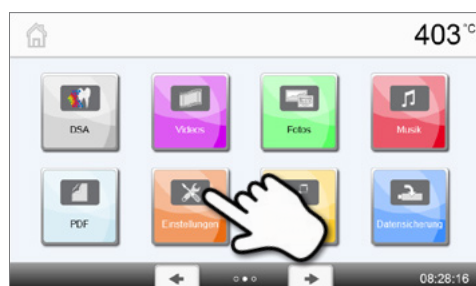 403 °C
DSA
Videos
Fotos
Musik
PDF
Einstellungen
Datensicherung
08:28:16